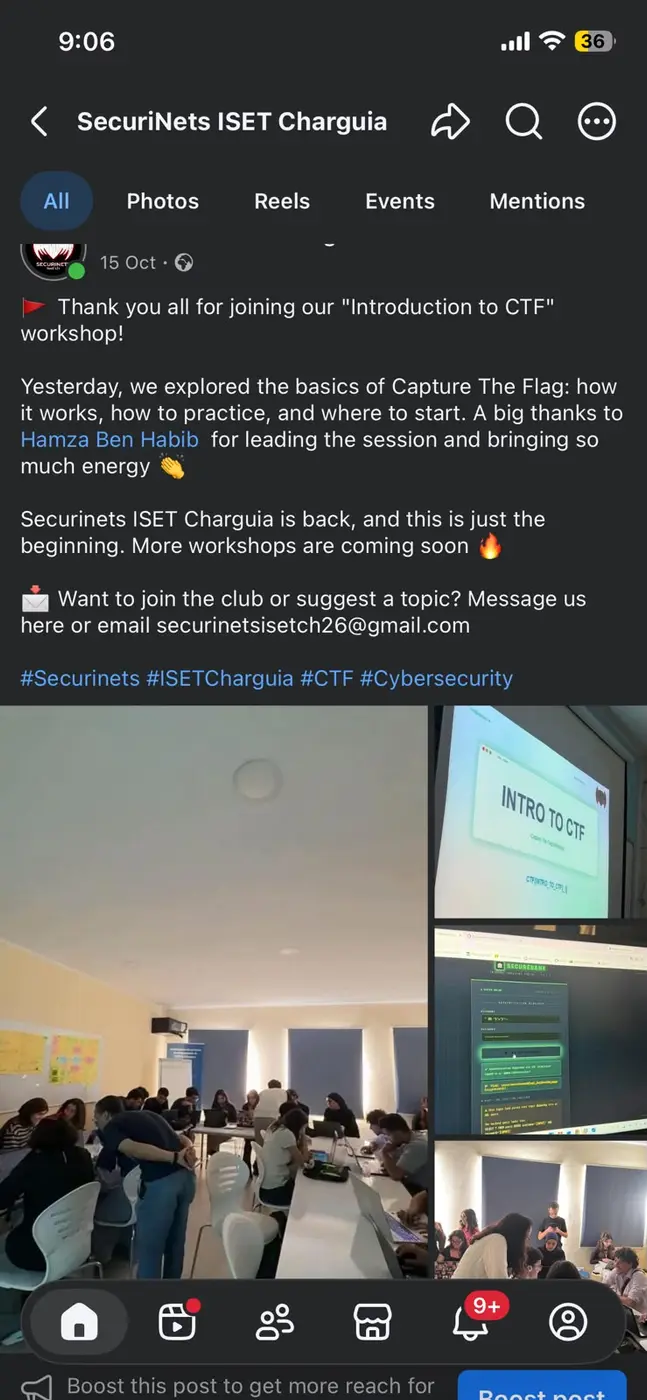 9:06
36
SecuriNets ISET Charguia
All
Photos
Reels
Events
Mentions
15 Oct ·
🚩 Thank you all for joining our "Introduction to CTF"
workshop!
Yesterday, we explored the basics of Capture The Flag: how
it works, how to practice, and where to start. A big thanks to
Hamza Ben Habib for leading the session and bringing so
much energy 👏
Securinets ISET Charguia is back, and this is just the
beginning. More workshops are coming soon 🔥
📩 Want to join the club or suggest a topic? Message us
here or email securinetsisetch26@gmail.com
#Securinets #ISETCharguia #CTF #Cybersecurity
INTRO TO CTF
9+
Boost this post to get more reach for
Boost post